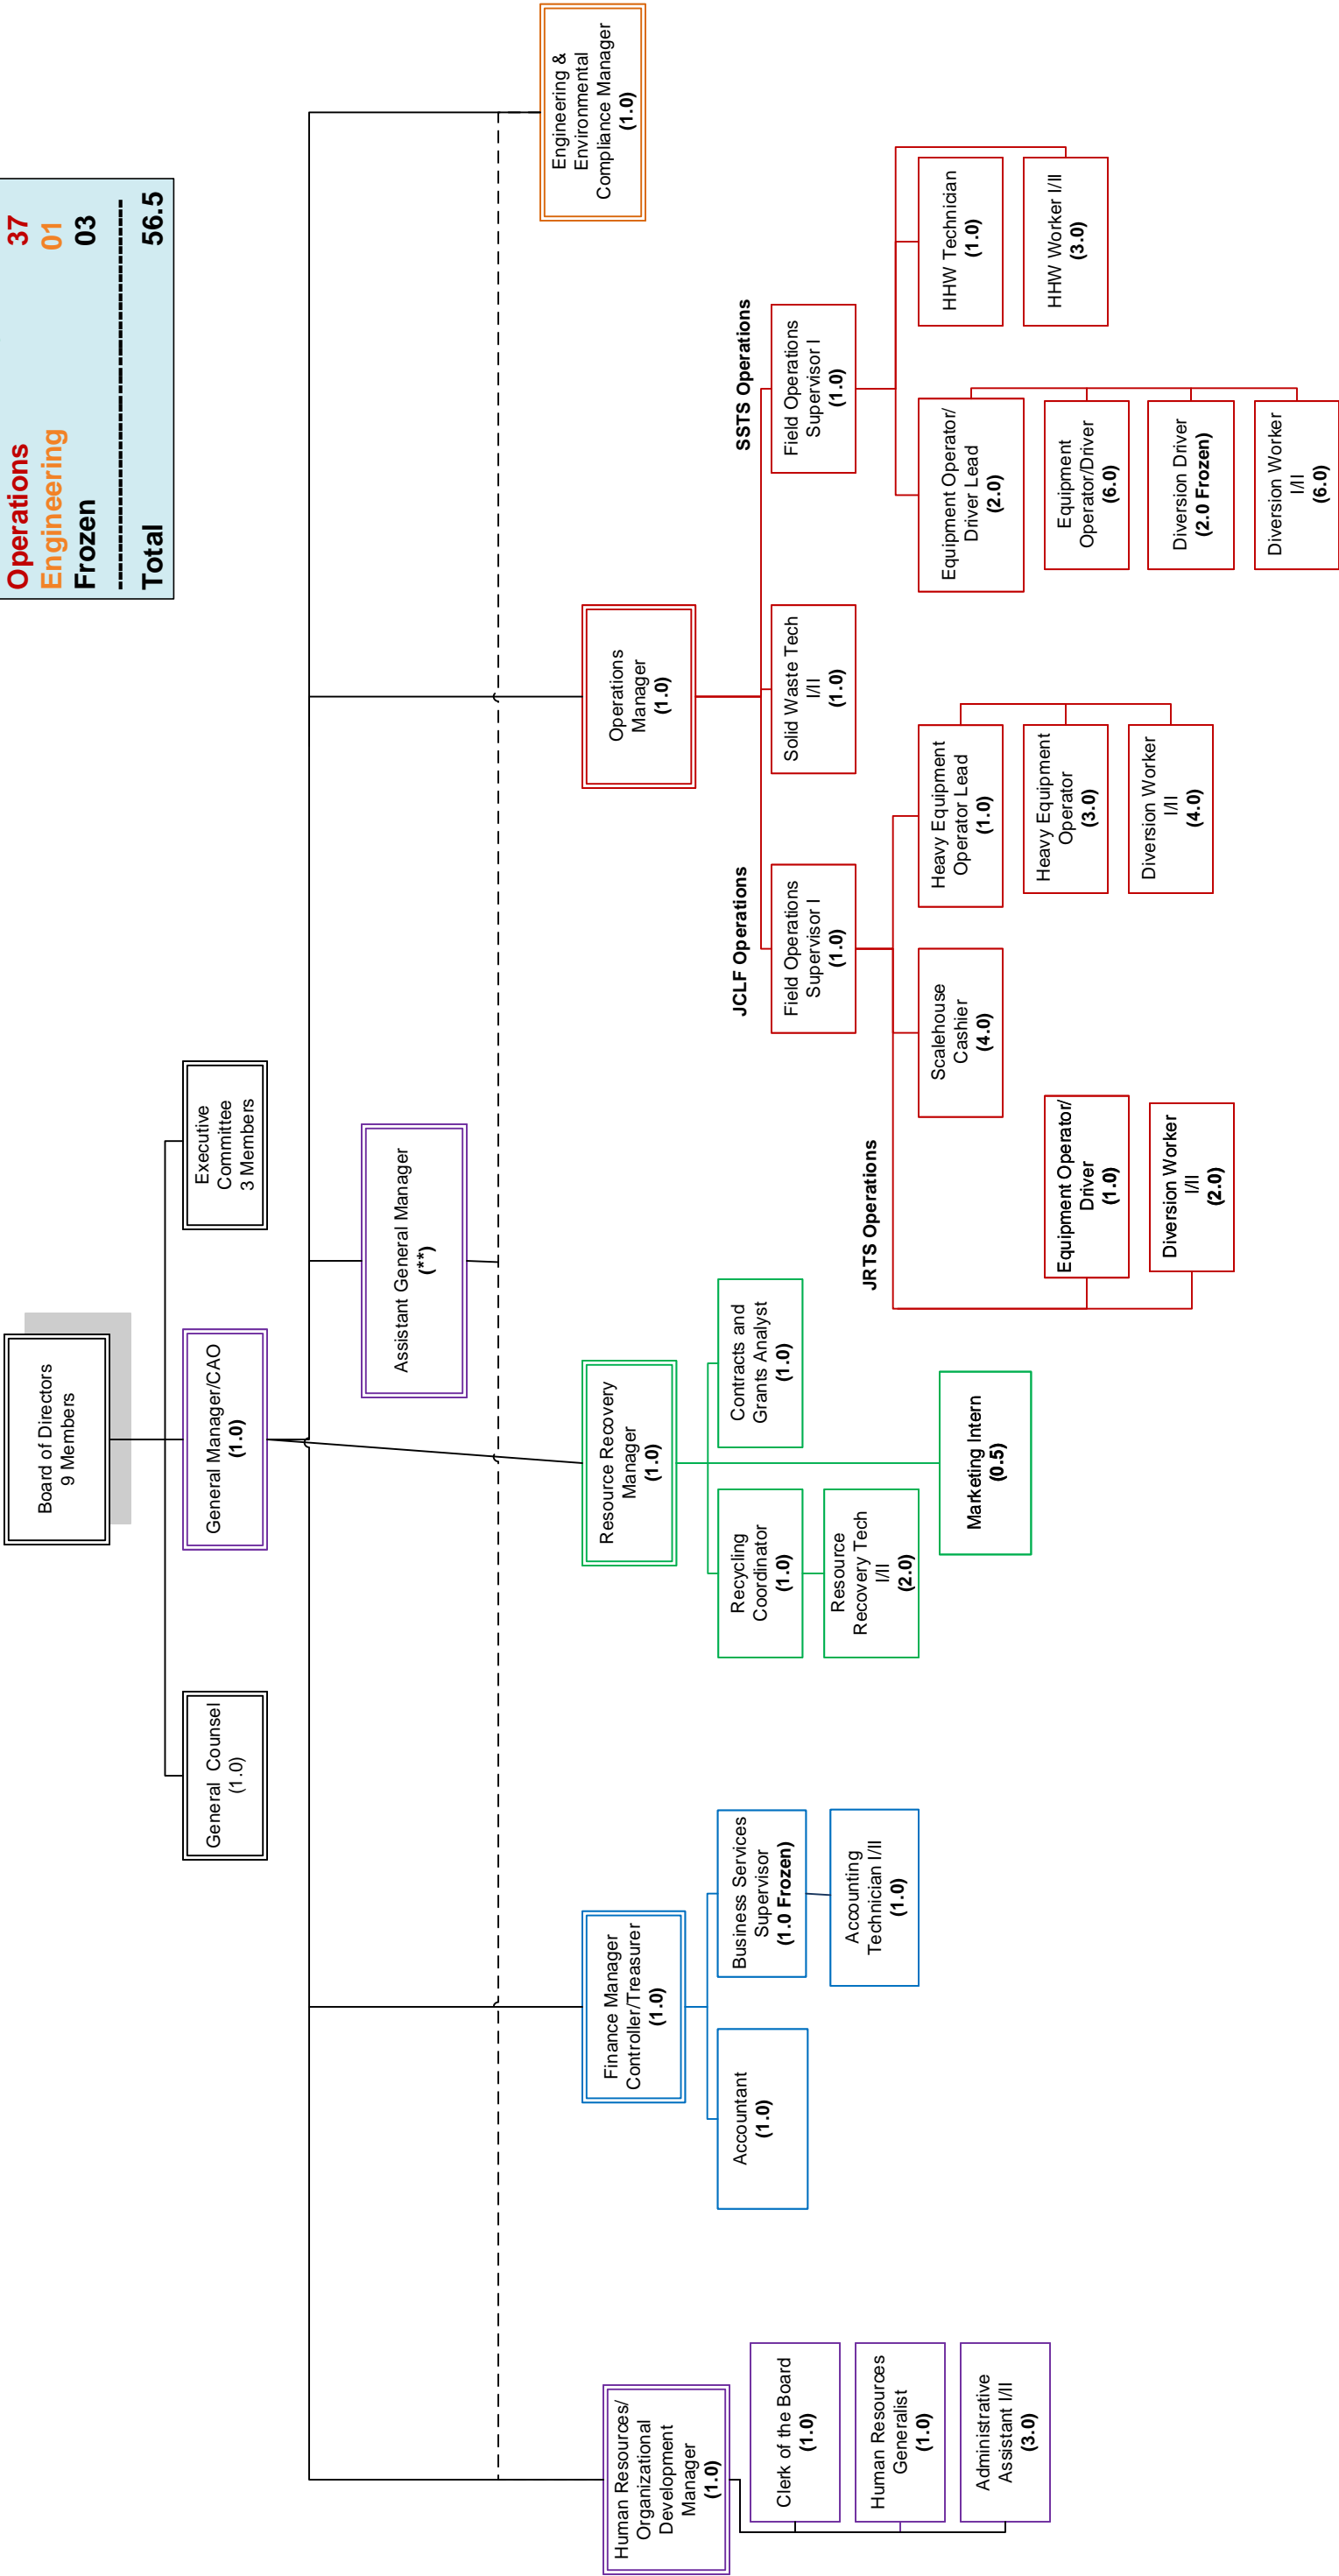 Operations 37
Engineering 01
Frozen 03
Total 56.5
Board of Directors
9 Members
General Counsel
(1.0)
General Manager/CAO
(1.0)
Executive
Committee
3 Members
Assistant General Manager
(**)
Human Resources/
Organizational
Development
Manager
(1.0)
Clerk of the Board
(1.0)
Human Resources
Generalist
(1.0)
Administrative
Assistant I/II
(3.0)
Finance Manager
Controller/Treasurer
(1.0)
Accountant
(1.0)
Business Services
Supervisor
(1.0 Frozen)
Accounting
Technician I/II
(1.0)
Resource Recovery
Manager
(1.0)
Recycling
Coordinator
(1.0)
Resource
Recovery Tech
I/II
(2.0)
Contracts and
Grants Analyst
(1.0)
Marketing Intern
(0.5)
Operations
Manager
(1.0)
JCLF Operations
Field Operations
Supervisor I
(1.0)
JRTS Operations
Equipment Operator/
Driver
(1.0)
Diversion Worker
I/II
(2.0)
Scalehouse
Cashier
(4.0)
Heavy Equipment
Operator Lead
(1.0)
Heavy Equipment
Operator
(3.0)
Diversion Worker
I/II
(4.0)
Solid Waste Tech
I/II
(1.0)
SSTS Operations
Field Operations
Supervisor I
(1.0)
Equipment Operator/
Driver Lead
(2.0)
Equipment
Operator/Driver
(6.0)
Diversion Driver
(2.0 Frozen)
Diversion Worker
I/II
(6.0)
HHW Technician
(1.0)
HHW Worker I/II
(3.0)
Engineering &
Environmental
Compliance Manager
(1.0)